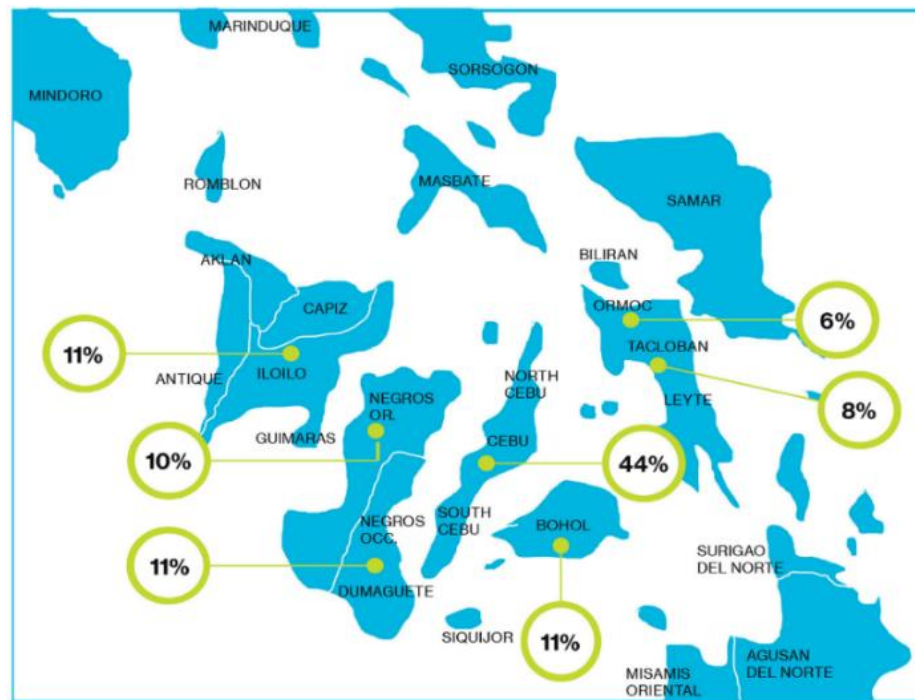 MARINDUQUE
SORSOGON
MINDORO
MASBATE
ROMBLON
SAMAR
BILIRAN
AKLAN
CAPIZ
ORMOC
6%
11%
TACLOBAN
ANTIQUE
ILOILO
NORTH
CEBU
NEGROS
OR.
LEYTE
8%
GUIMARAS
CEBU
10%
44%
SOUTH
CEBU
BOHOL
NEGROS
OCC.
SURIGAO
DEL NORTE
11%
DUMAGUETE
SIQUIJOR
11%
MISAMIS
ORIENTAL
AGUSAN
DEL NORTE